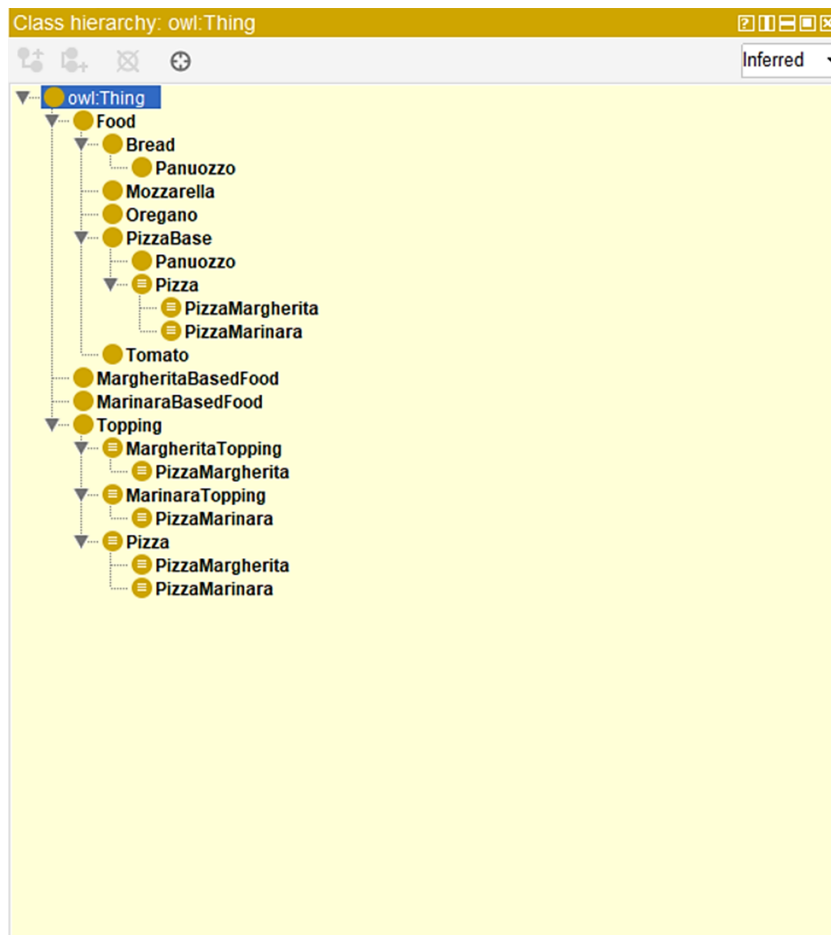 Class hierarchy: owl:Thing
Inferred
owl:Thing
Food
Bread
Panuozzo
Mozzarella
Oregano
PizzaBase
Panuozzo
Pizza
PizzaMargherita
PizzaMarinara
Tomato
MargheritaBasedFood
MarinaraBasedFood
Topping
MargheritaTopping
PizzaMargherita
MarinaraTopping
PizzaMarinara
Pizza
PizzaMargherita
PizzaMarinara